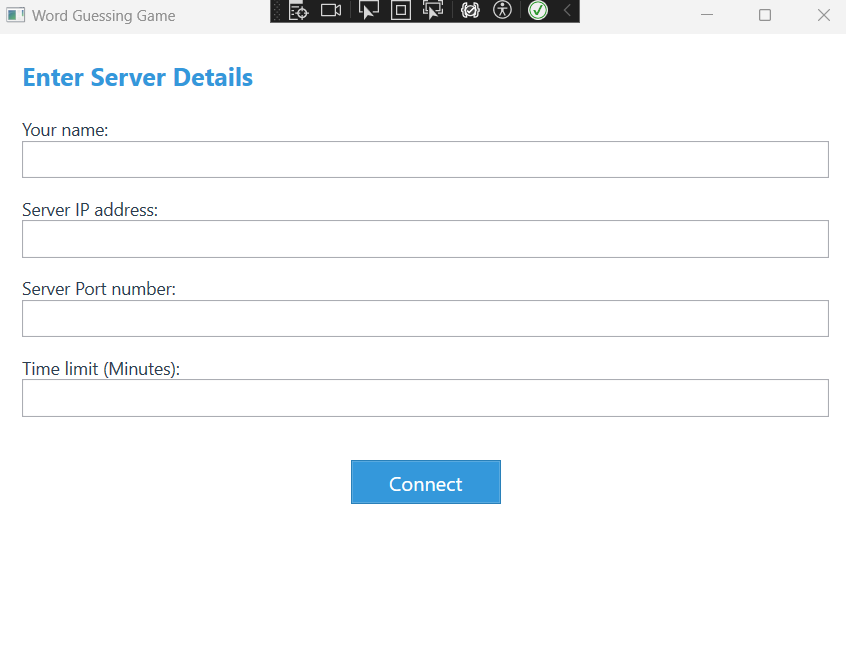 Word Guessing Game
Enter Server Details
Your name:
Server IP address:
Server Port number:
Time limit (Minutes):
Connect